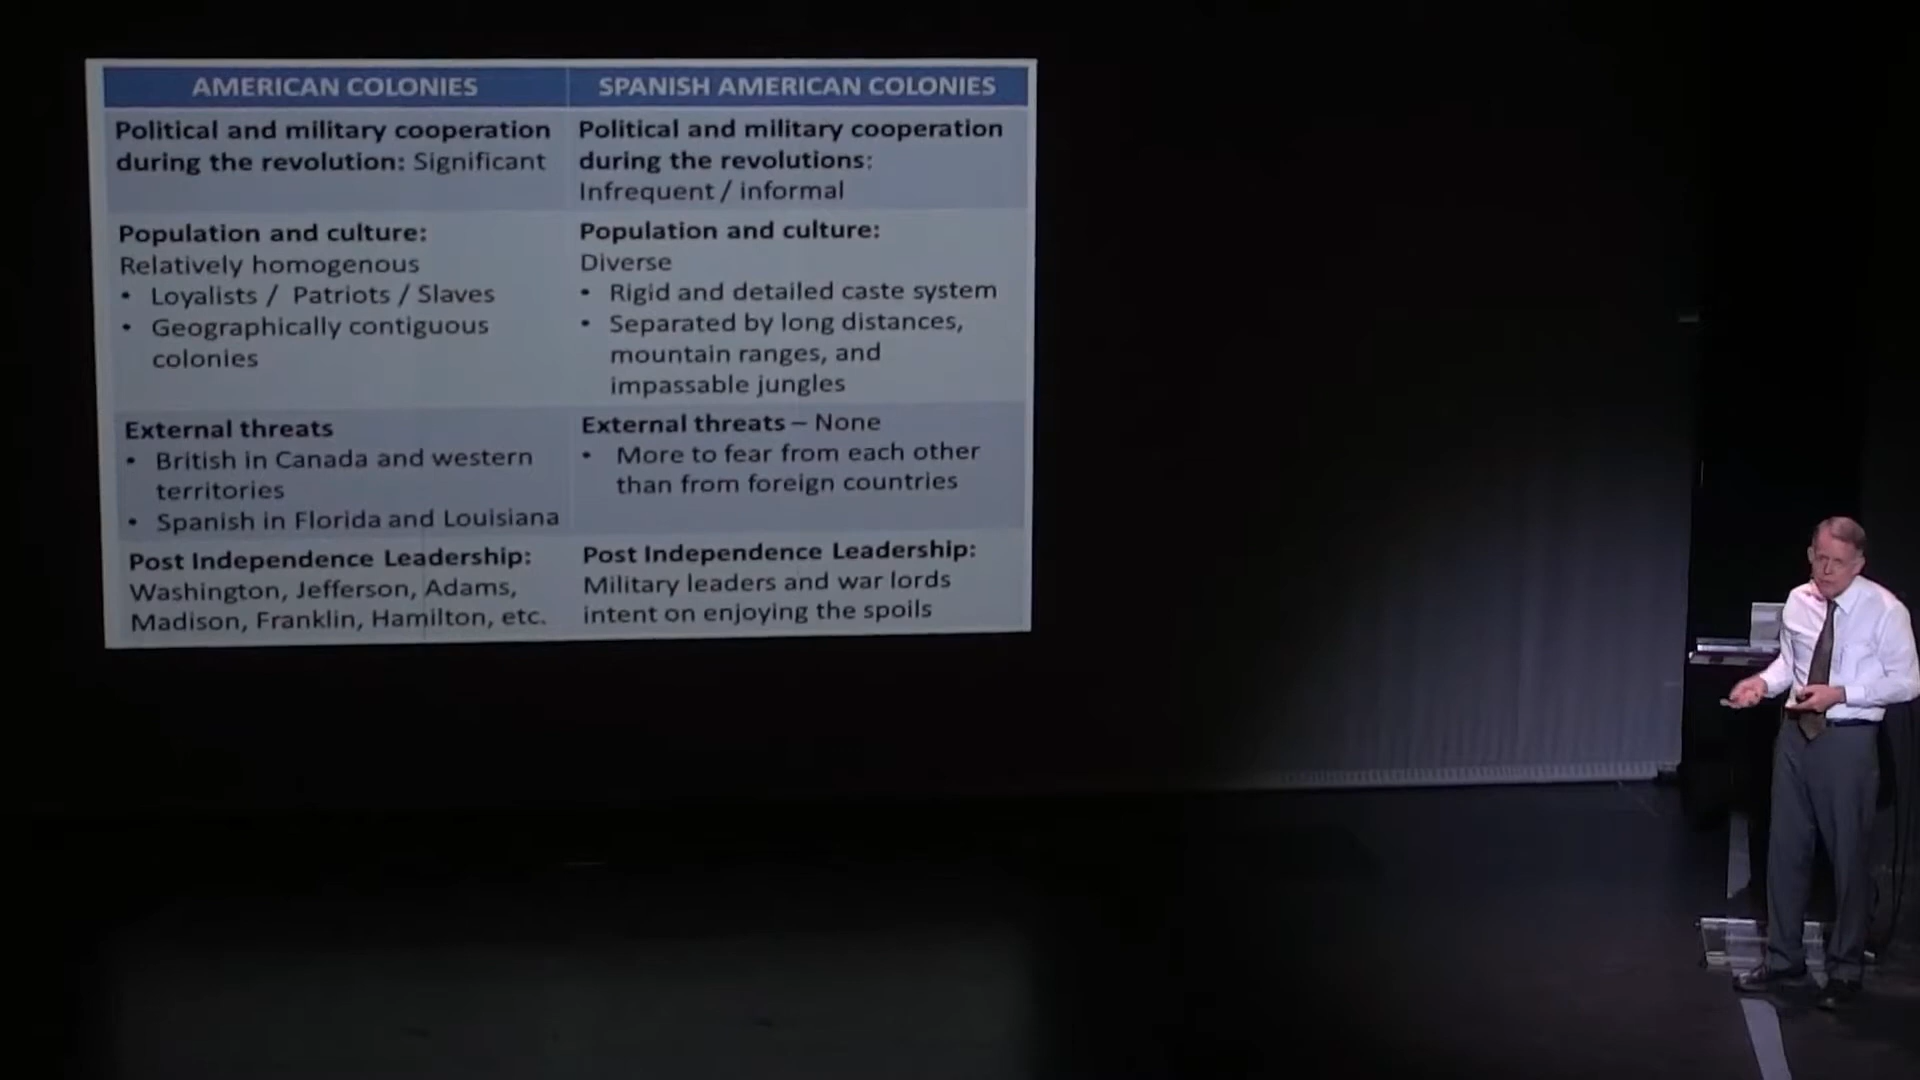 AMERICAN COLONIES
SPANISH AMERICAN COLONIES
Political and military cooperation
during the revolution: Significant
Political and military cooperation
during the revolutions:
Infrequent / informal
Population and culture:
Relatively homogenous
• Loyalists / Patriots / Slaves
• Geographically contiguous
colonies
Population and culture:
Diverse
• Rigid and detailed caste system
• Separated by long distances,
mountain ranges, and
impassable jungles
External threats
• British in Canada and western
territories
• Spanish in Florida and Louisiana
External threats – None
• More to fear from each other
than from foreign countries
Post Independence Leadership:
Washington, Jefferson, Adams,
Madison, Franklin, Hamilton, etc.
Post Independence Leadership:
Military leaders and war lords
intent on enjoying the spoils